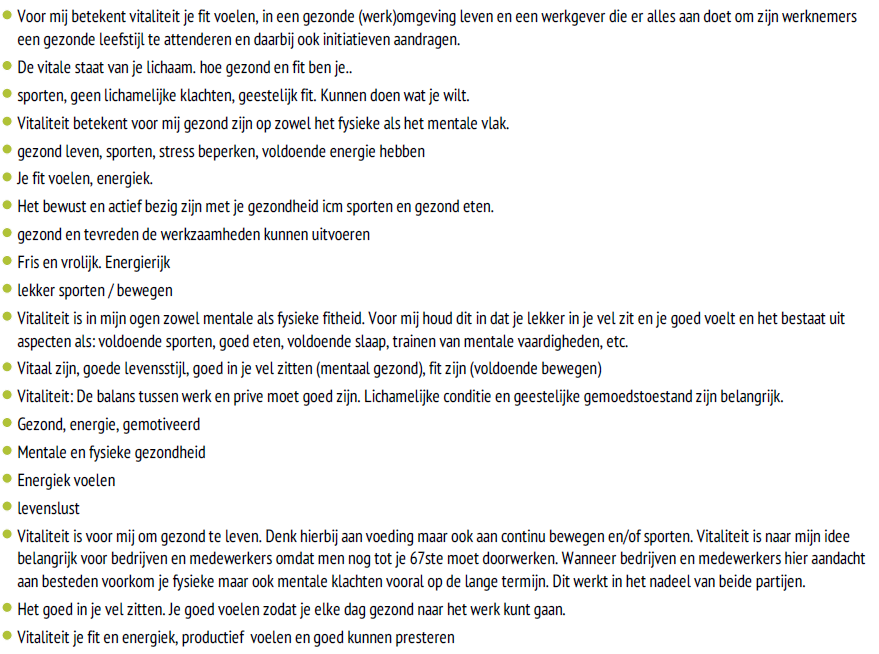 Voor mij betekent vitaliteit je fit voelen, in een gezonde (werk)omgeving leven en een werkgever die er alles aan doet om zijn werknemers
een gezonde leefstijl te attenderen en daarbij ook initiatieven aandragen.
De vitale staat van je lichaam. hoe gezond en fit ben je..
sporten, geen lichamelijke klachten, geestelijk fit. Kunnen doen wat je wilt.
Vitaliteit betekent voor mij gezond zijn op zowel het fysieke als het mentale vlak.
gezond leven, sporten, stress beperken, voldoende energie hebben
Je fit voelen, energiek.
Het bewust en actief bezig zijn met je gezondheid icm sporten en gezond eten.
gezond en tevreden de werkzaamheden kunnen uitvoeren
Fris en vrolijk. Energierijk
lekker sporten / bewegen
Vitaliteit is in mijn ogen zowel mentale als fysieke fitheid. Voor mij houd dit in dat je lekker in je vel zit en je goed voelt en het bestaat uit
aspecten als: voldoende sporten, goed eten, voldoende slaap, trainen van mentale vaardigheden, etc.
Vitaal zijn, goede levensstijl, goed in je vel zitten (mentaal gezond), fit zijn (voldoende bewegen)
Vitaliteit: De balans tussen werk en prive moet goed zijn. Lichamelijke conditie en geestelijke gemoedstoestand zijn belangrijk.
Gezond, energie, gemotiveerd
Mentale en fysieke gezondheid
Energiek voelen
levenslust
Vitaliteit is voor mij om gezond te leven. Denk hierbij aan voeding maar ook aan continu bewegen en/of sporten. Vitaliteit is naar mijn idee
belangrijk voor bedrijven en medewerkers omdat men nog tot je 67ste moet doorwerken. Wanneer bedrijven en medewerkers hier aandacht
aan besteden voorkom je fysieke maar ook mentale klachten vooral op de lange termijn. Dit werkt in het nadeel van beide partijen.
Het goed in je vel zitten. Je goed voelen zodat je elke dag gezond naar het werk kunt gaan.
Vitaliteit je fit en energiek, productief voelen en goed kunnen presteren